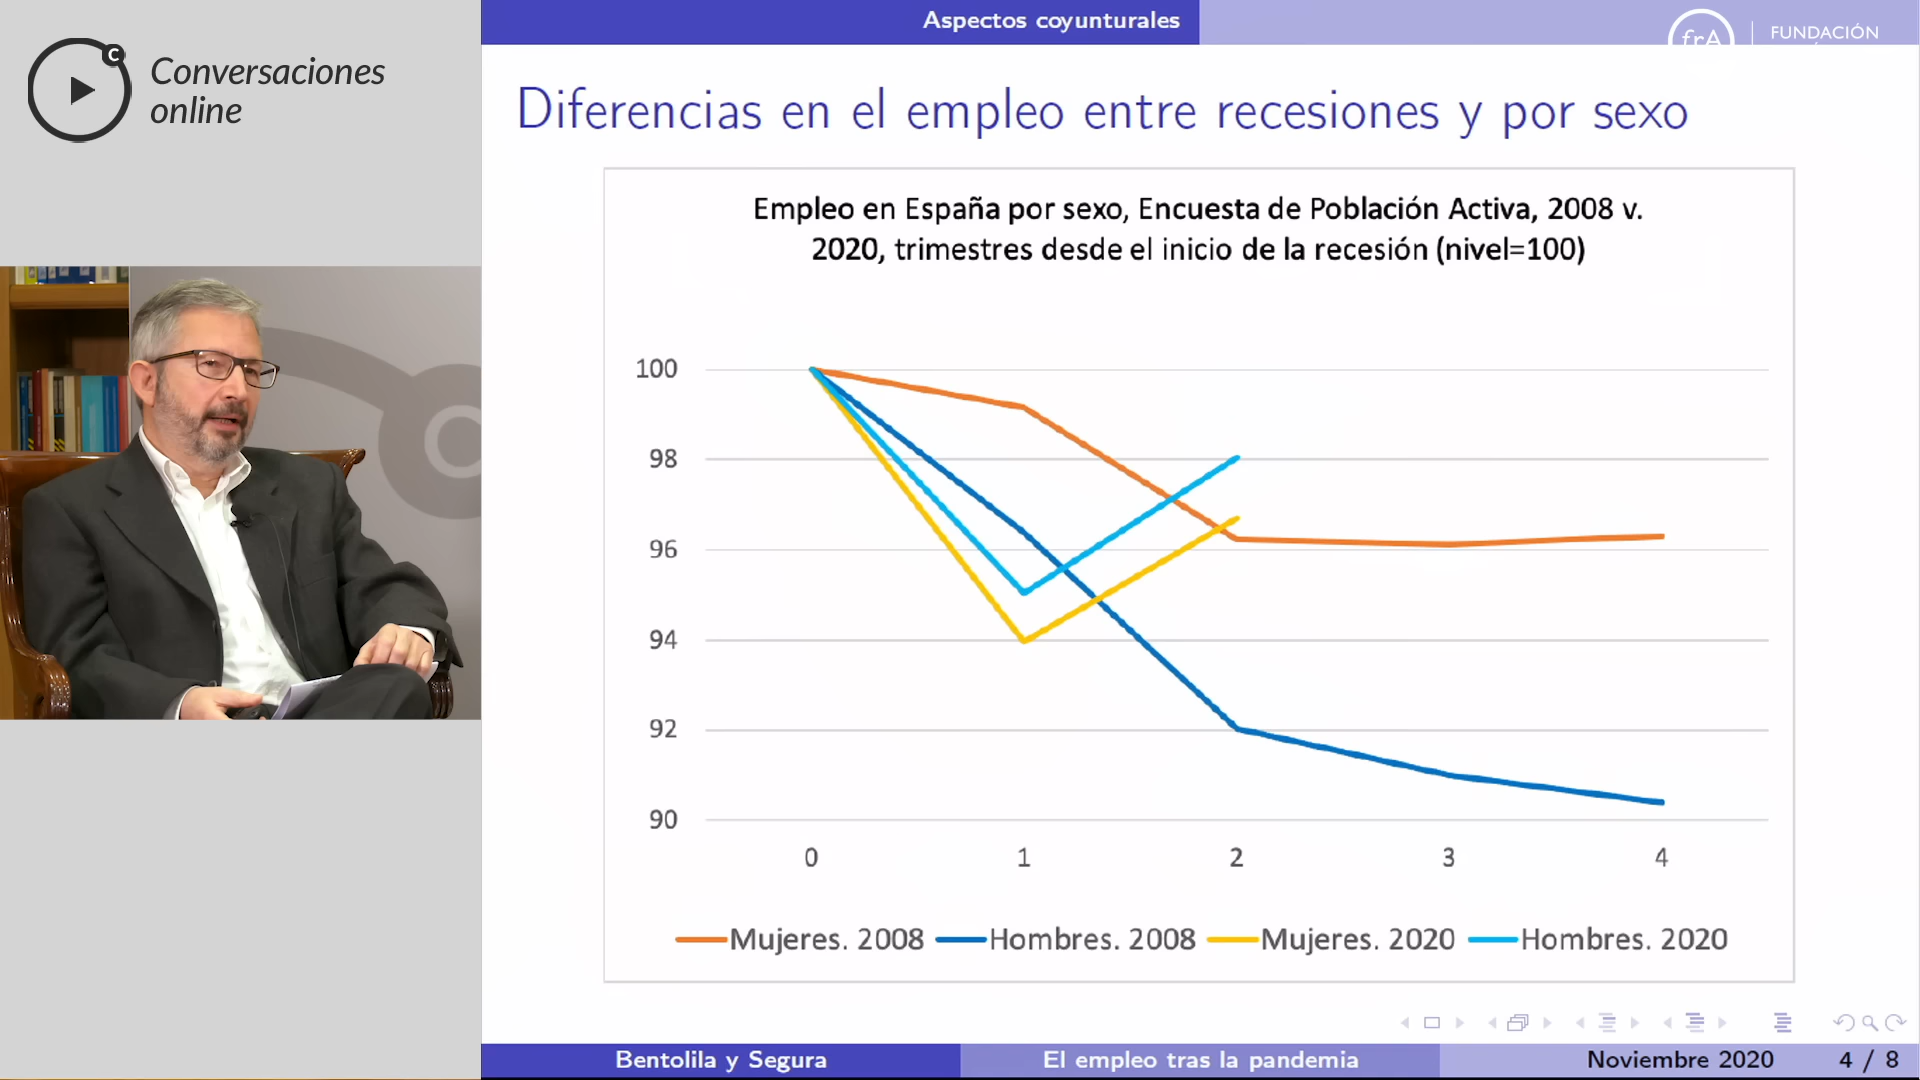 Conversaciones
online
Aspectos coyunturales
frA
FUNDACIÓN
Diferencias en el empleo entre recesiones y por sexo
Empleo en España por sexo, Encuesta de Población Activa, 2008 v.
2020, trimestres desde el inicio de la recesión (nivel=100)
100
98
96
94
92
90
0 1 2 3 4
Mujeres. 2008 Hombres. 2008 Mujeres. 2020 Hombres. 2020
Bentolila y Segura El empleo tras la pandemia Noviembre 2020 4 / 8